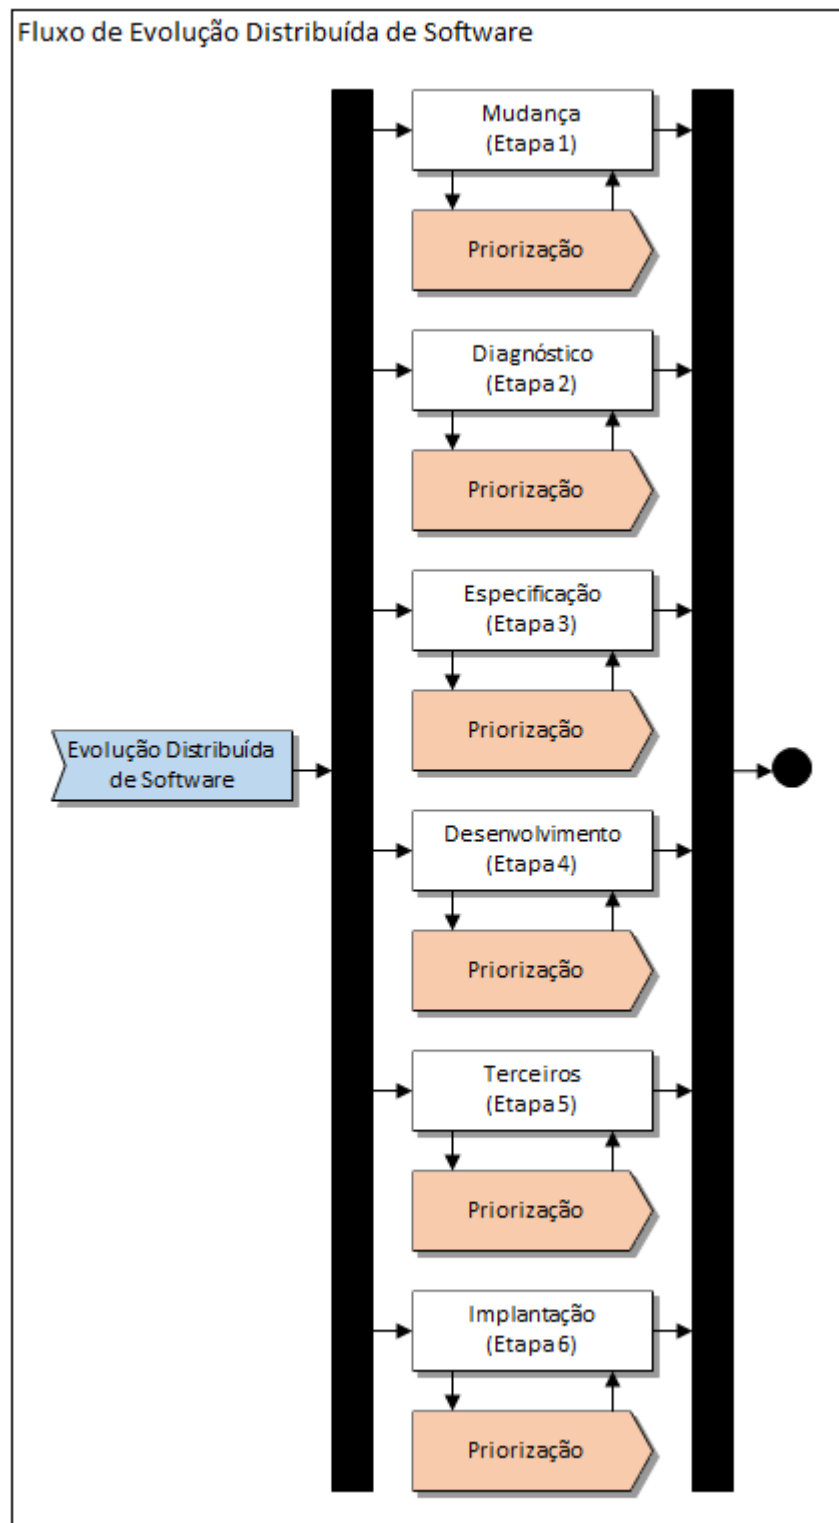 Fluxo de Evolução Distribuída de Software
Mudança
(Etapa 1)
Priorização
Diagnóstico
(Etapa 2)
Priorização
Especificação
(Etapa 3)
Priorização
Evolução Distribuída
de Software
Desenvolvimento
(Etapa 4)
Priorização
Terceiros
(Etapa 5)
Priorização
Implantação
(Etapa 6)
Priorização